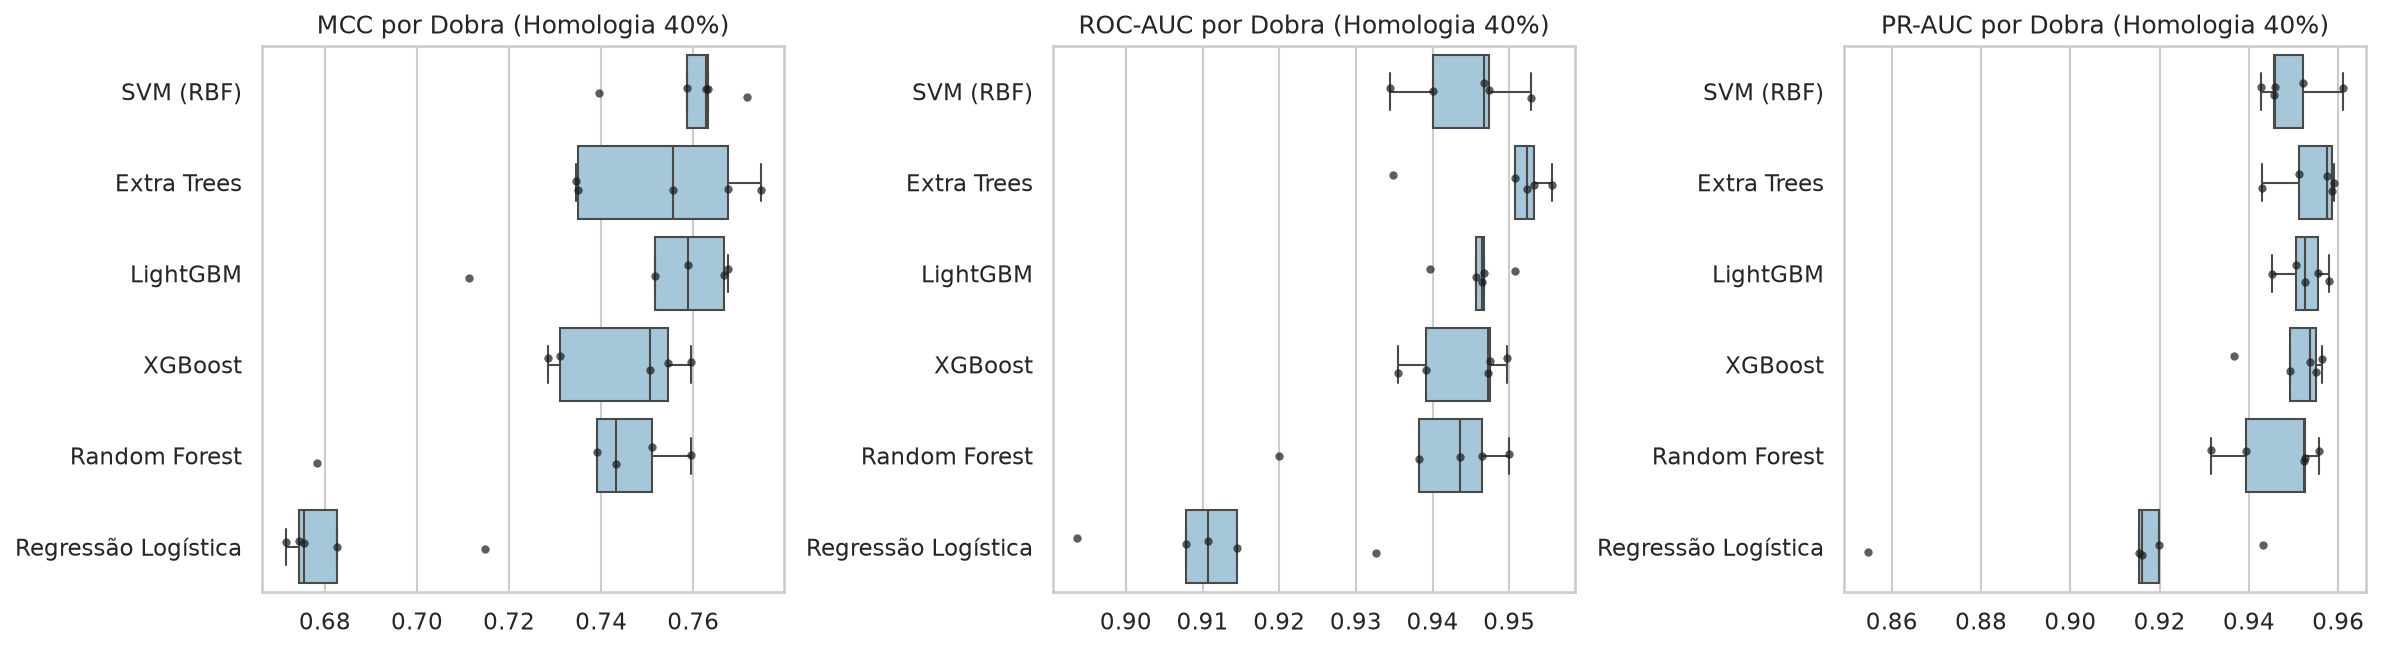 MCC por Dobra (Homologia 40%)
SVM (RBF)
Extra Trees
LightGBM
XGBoost
Random Forest
Regressão Logística
0.68 0.70 0.72 0.74 0.76
ROC-AUC por Dobra (Homologia 40%)
SVM (RBF)
Extra Trees
LightGBM
XGBoost
Random Forest
Regressão Logística
0.90 0.91 0.92 0.93 0.94 0.95
PR-AUC por Dobra (Homologia 40%)
SVM (RBF)
Extra Trees
LightGBM
XGBoost
Random Forest
Regressão Logística
0.86 0.88 0.90 0.92 0.94 0.96